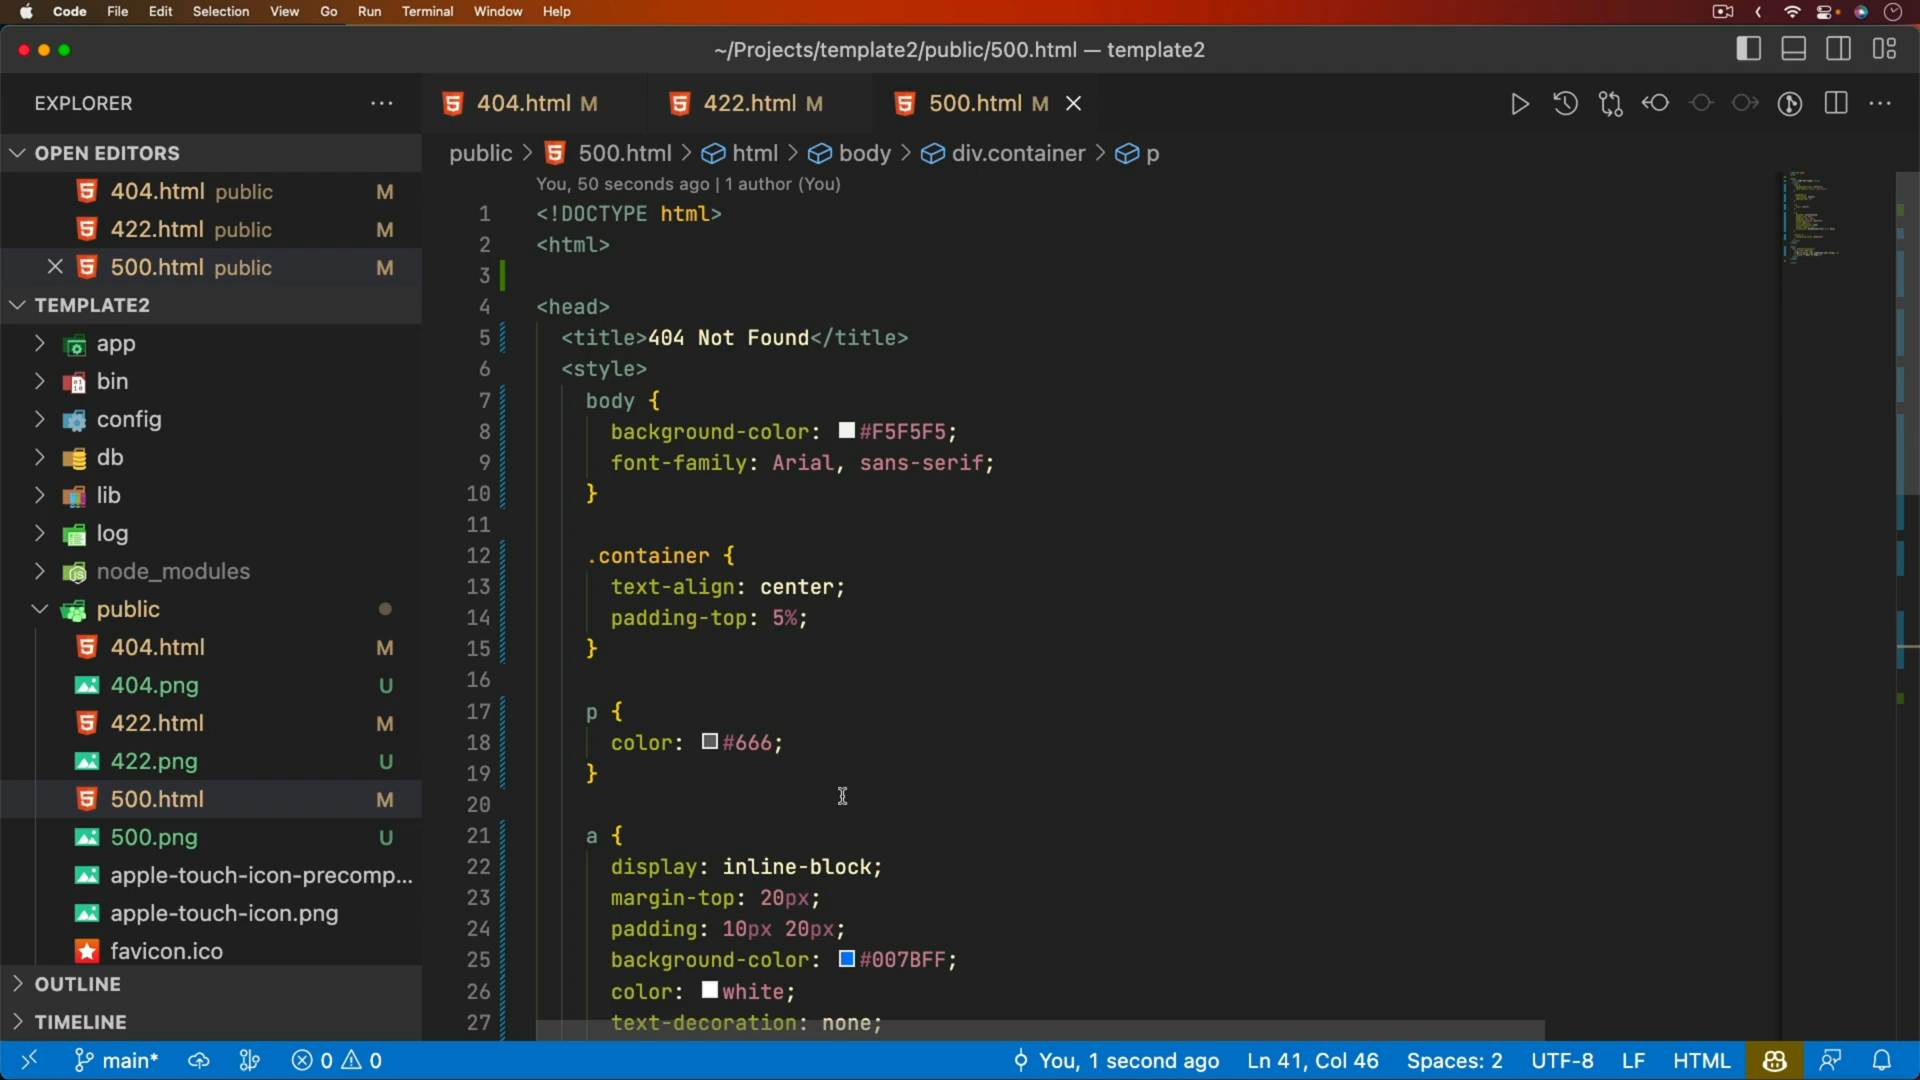 Code File Edit Selection View Go Run Terminal Window Help
~/Projects/template2/public/500.html — template2
EXPLORER
404.html M
422.html M
500.html M
OPEN EDITORS
404.html public M
422.html public M
500.html public M
TEMPLATE2
app
bin
config
db
lib
log
node_modules
public
404.html M
404.png U
422.html M
422.png U
500.html M
500.png U
apple-touch-icon-precomp...
apple-touch-icon.png
favicon.ico
OUTLINE
TIMELINE
public > 500.html > html > body > div.container > p
You, 50 seconds ago | 1 author (You)
1 <!DOCTYPE html>
2 <html>
3
4 <head>
5 <title>404 Not Found</title>
6 <style>
7 body {
8 background-color: #F5F5F5;
9 font-family: Arial, sans-serif;
10 }
11
12 .container {
13 text-align: center;
14 padding-top: 5%;
15 }
16
17 p {
18 color: #666;
19 }
20
21 a {
22 display: inline-block;
23 margin-top: 20px;
24 padding: 10px 20px;
25 background-color: #007BFF;
26 color: white;
27 text-decoration: none;
main* 0 0 You, 1 second ago Ln 41, Col 46 Spaces: 2 UTF-8 LF HTML